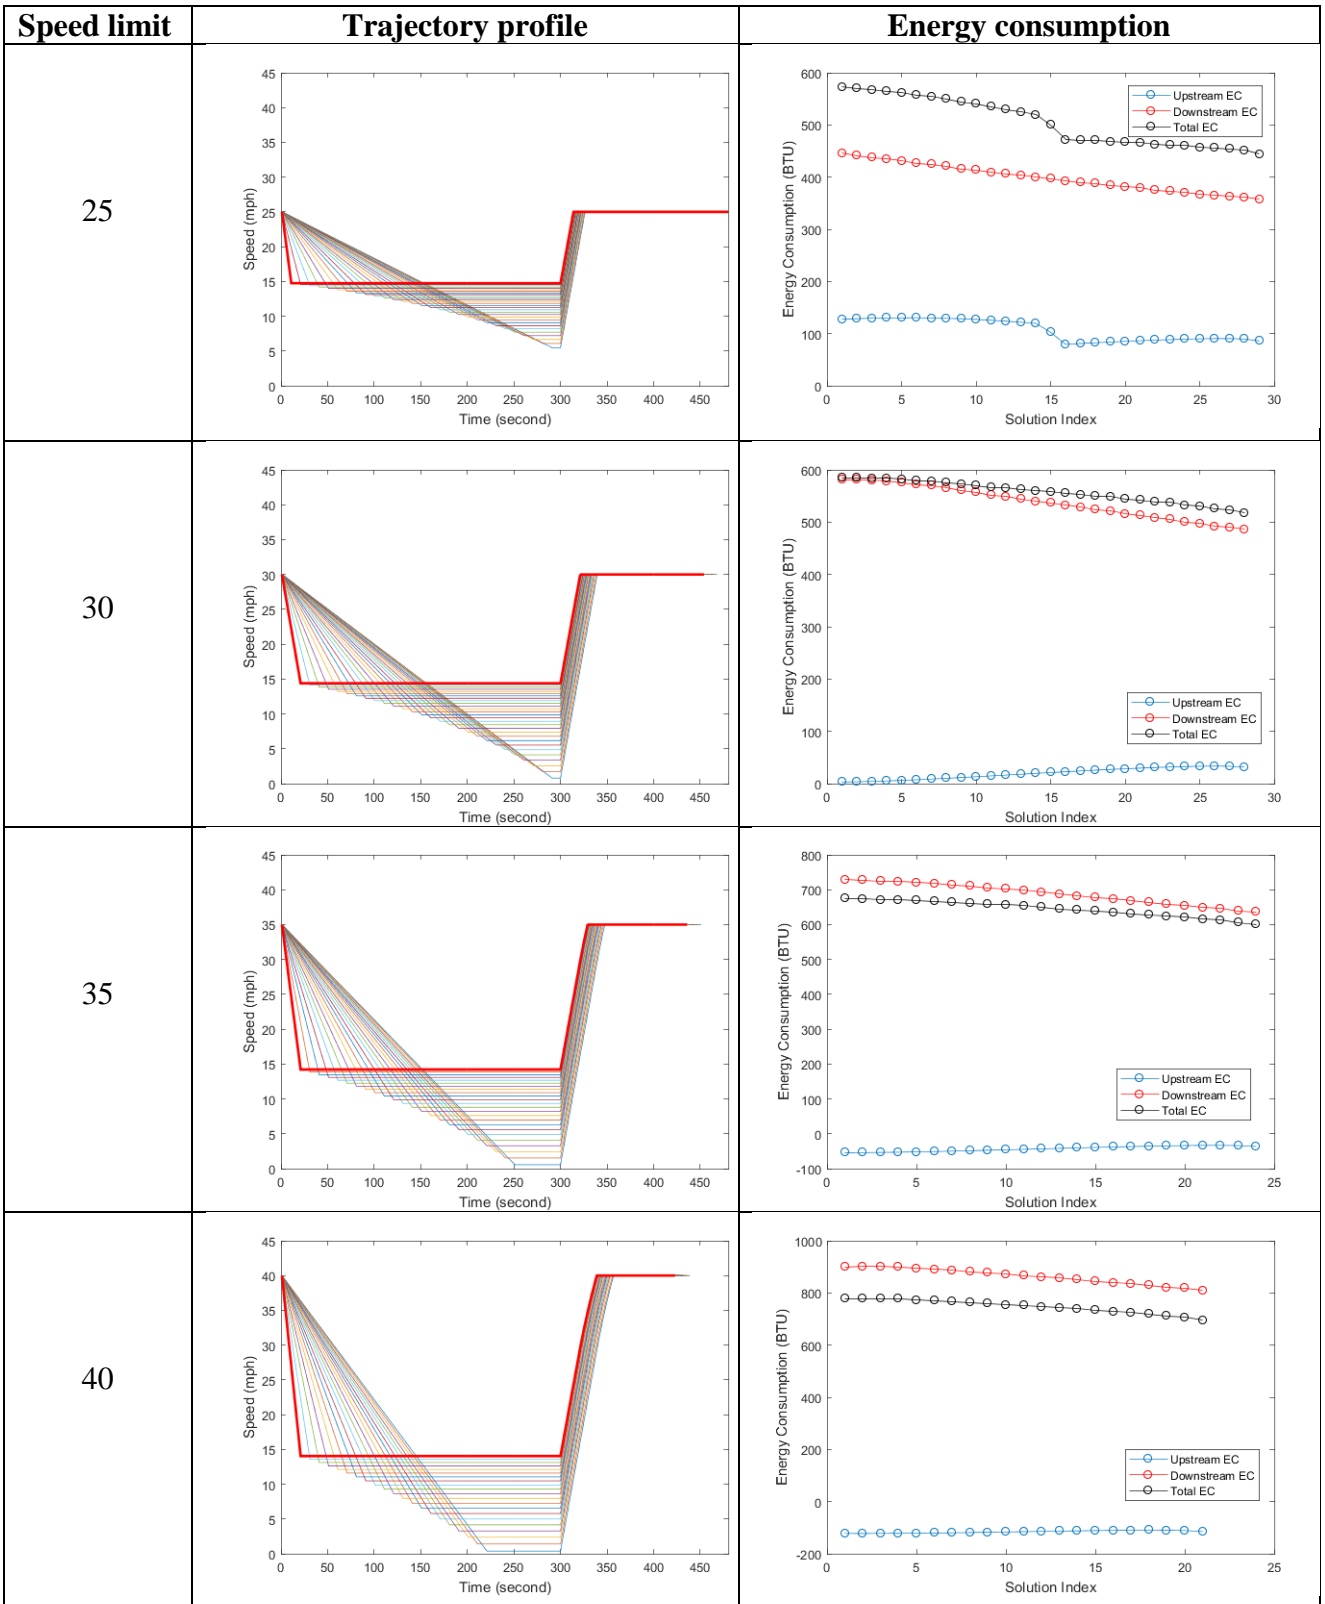 Speed limit Trajectory profile Energy consumption
25
45
40
35
30
25
20
15
10
5
0
Speed (mph)
0 50 100 150 200 250 300 350 400 450
Time (second)
600
500
400
300
200
100
0
Energy Consumption (BTU)
Upstream EC
Downstream EC
Total EC
0 5 10 15 20 25 30
Solution Index
30
45
40
35
30
25
20
15
10
5
0
Speed (mph)
0 50 100 150 200 250 300 350 400 450
Time (second)
600
500
400
300
200
100
0
Energy Consumption (BTU)
Upstream EC
Downstream EC
Total EC
0 5 10 15 20 25 30
Solution Index
35
45
40
35
30
25
20
15
10
5
0
Speed (mph)
0 50 100 150 200 250 300 350 400 450
Time (second)
800
700
600
500
400
300
200
100
0
-100
Energy Consumption (BTU)
Upstream EC
Downstream EC
Total EC
0 5 10 15 20 25
Solution Index
40
45
40
35
30
25
20
15
10
5
0
Speed (mph)
0 50 100 150 200 250 300 350 400 450
Time (second)
1000
800
600
400
200
0
-200
Energy Consumption (BTU)
Upstream EC
Downstream EC
Total EC
0 5 10 15 20 25
Solution Index